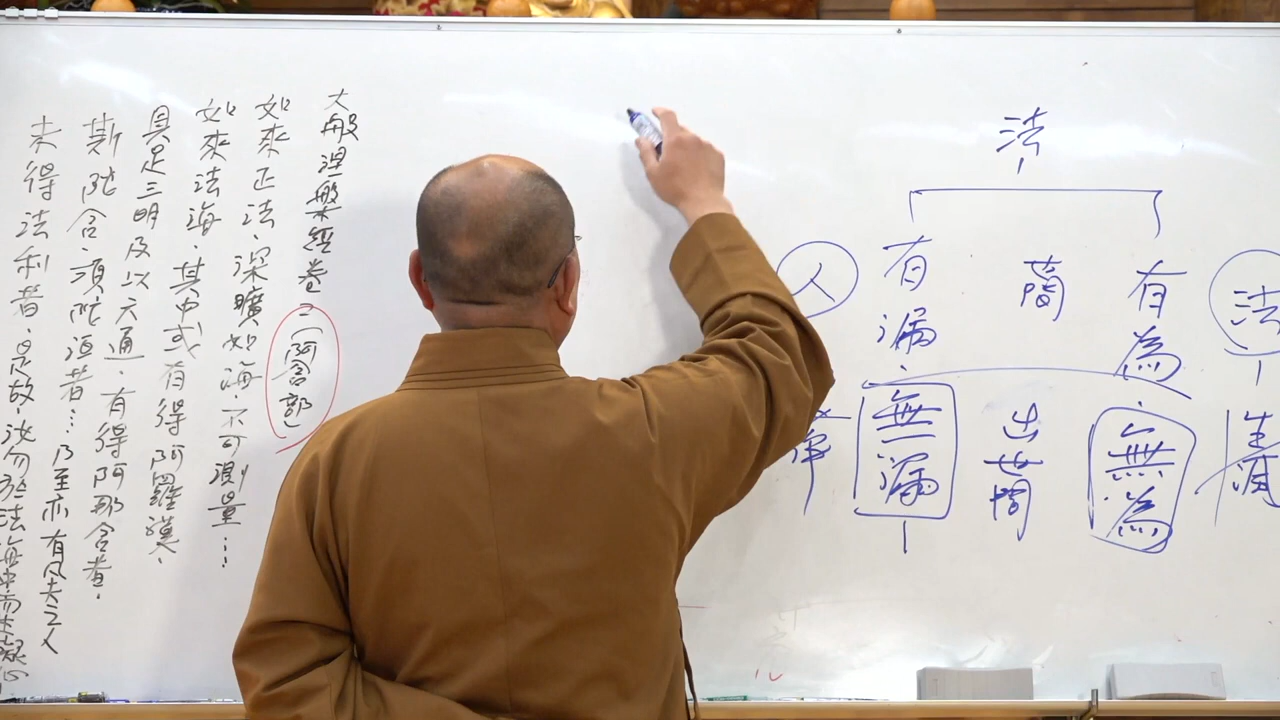 法
法
有為.無為
間
出世間
有漏.無漏
人
大般涅槃經卷二(阿含部)
如來正法.深曠如海.不可測量…
如來法海.其中或有得阿羅漢.
具足三明及以六通.有得阿那含者.
斯陀含.須陀洹者…乃至亦有凡夫之人
未得法利者.是故.汝勿於法海中而生疑心